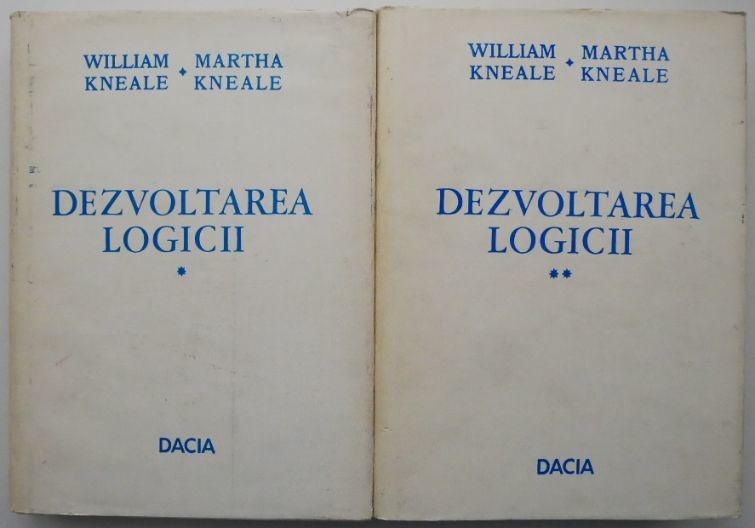 WILLIAM ✦ MARTHA
KNEALE KNEALE
DEZVOLTAREA
LOGICII
*
DACIA
WILLIAM ✦ MARTHA
KNEALE KNEALE
DEZVOLTAREA
LOGICII
**
DACIA